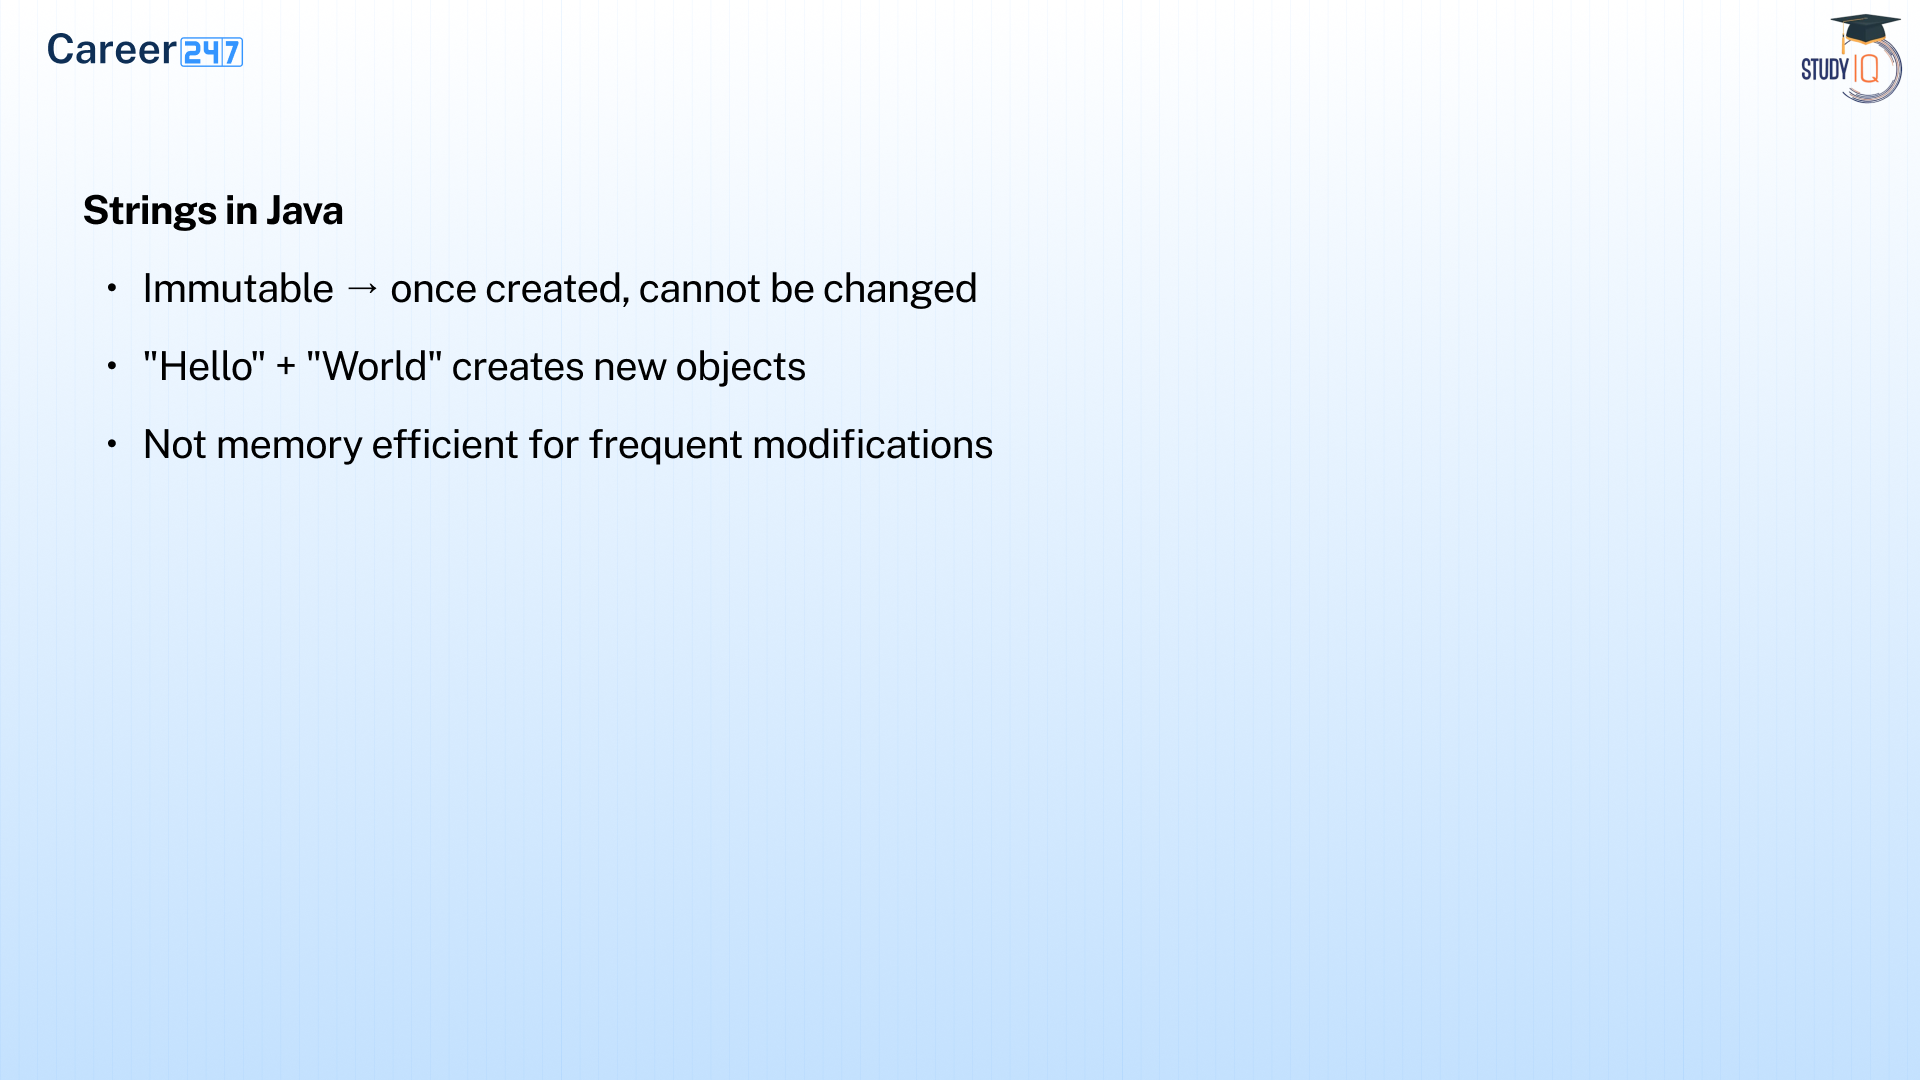 Career247
STUDY IQ
Strings in Java
• Immutable → once created, cannot be changed
• "Hello" + "World" creates new objects
• Not memory efficient for frequent modifications